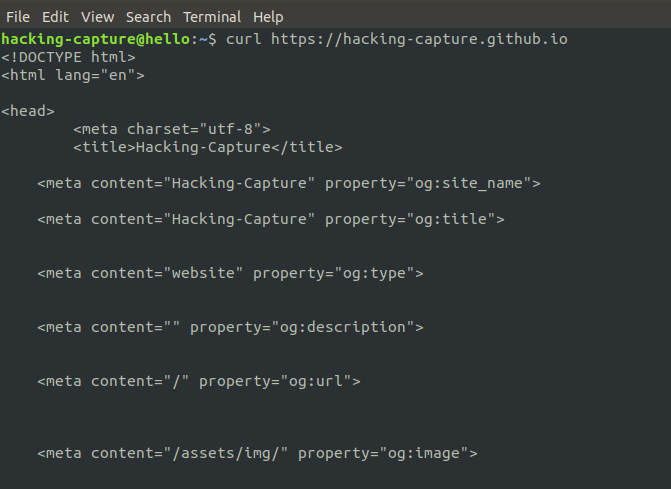 File Edit View Search Terminal Help
hacking-capture@hello:~$ curl https://hacking-capture.github.io
<!DOCTYPE html>
<html lang="en">
<head>
<meta charset="utf-8">
<title>Hacking-Capture</title>
<meta content="Hacking-Capture" property="og:site_name">
<meta content="Hacking-Capture" property="og:title">
<meta content="website" property="og:type">
<meta content="" property="og:description">
<meta content="/" property="og:url">
<meta content="/assets/img/" property="og:image">